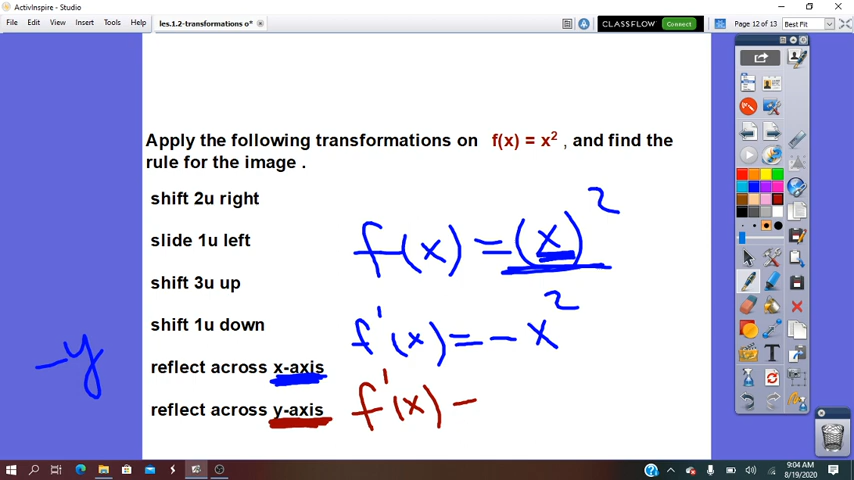 ActivInspire - Studio
File Edit View Insert Tools Help
les.1.2-transformations o*
CLASSFLOW Connect
Page 12 of 13
Best Fit
Apply the following transformations on f(x) = x² , and find the
rule for the image .
shift 2u right
slide 1u left
shift 3u up
shift 1u down
reflect across x-axis
reflect across y-axis
f(x) = (x)²
f'(x) = - x²
f'(x) -
-y
9:04 AM
8/19/2020